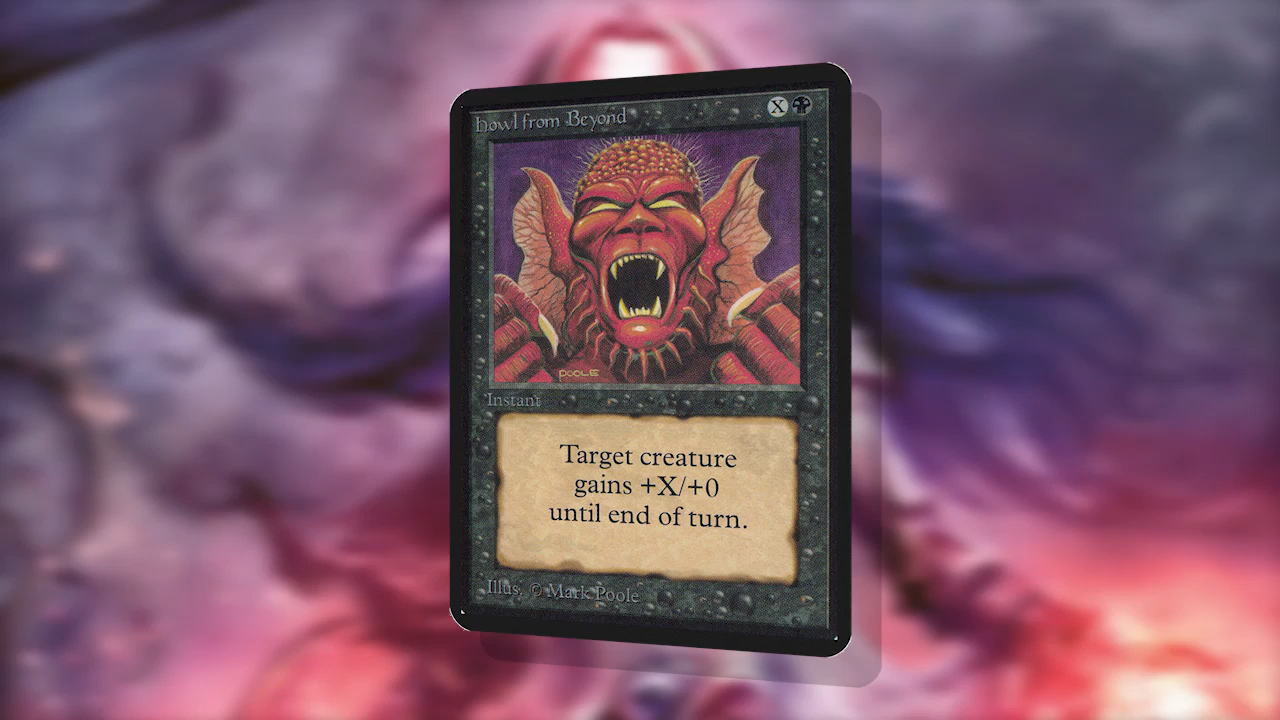 Howl from Beyond X
POOLE
Instant
Target creature
gains +X/+0
until end of turn.
Illus. © Mark Poole